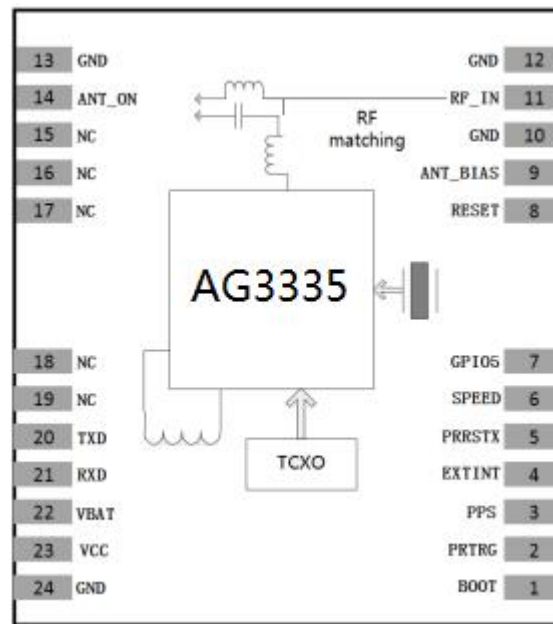 13 GND
GND 12
14 ANT_ON
RF_IN 11
15 NC
RF
matching
GND 10
16 NC
ANT_BIAS 9
17 NC
RESET 8
AG3335
18 NC
GPIO5 7
19 NC
SPEED 6
20 TXD
PRRSTX 5
TCXO
21 RXD
EXTINT 4
22 VBAT
PPS 3
23 VCC
PRTRG 2
24 GND
BOOT 1